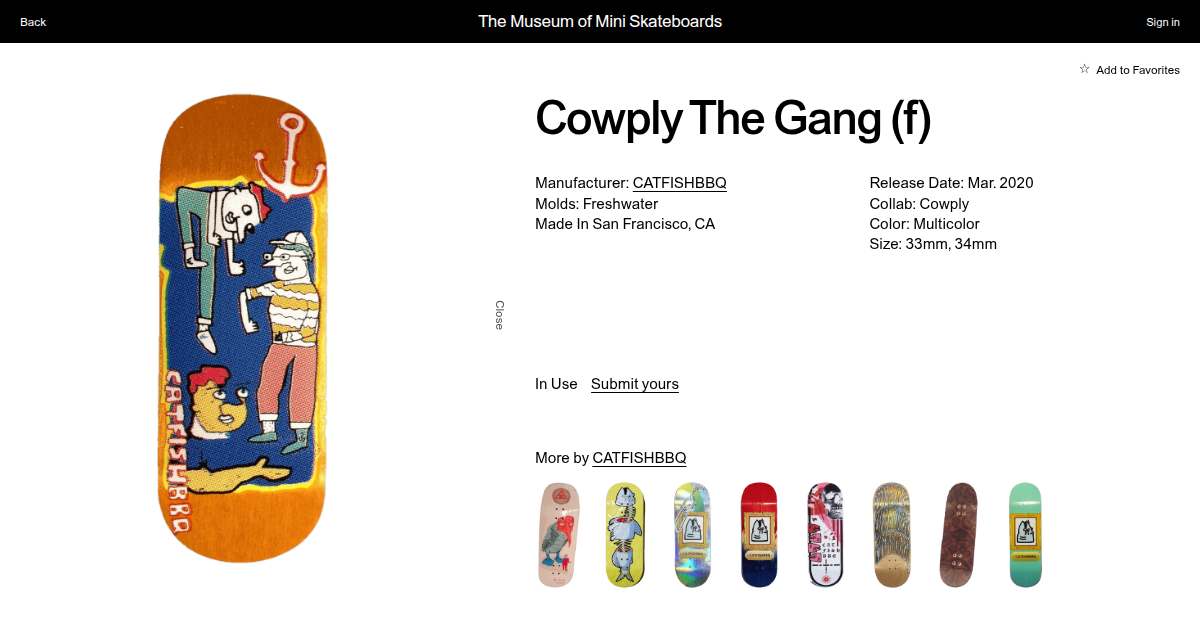 Back
The Museum of Mini Skateboards
Sign in
☆ Add to Favorites
Cowply The Gang (f)
Manufacturer: CATFISHBBQ
Molds: Freshwater
Made In San Francisco, CA
Release Date: Mar. 2020
Collab: Cowply
Color: Multicolor
Size: 33mm, 34mm
CATFISHBBQ
Close
In Use Submit yours
More by CATFISHBBQ